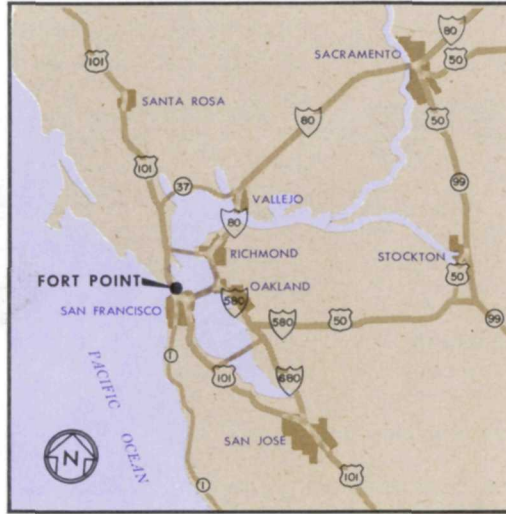 80
SACRAMENTO
50
101
SANTA ROSA
80
50
101
37
99
VALLEJO
80
RICHMOND
STOCKTON
FORT POINT
OAKLAND
50
580
SAN FRANCISCO
580
50
99
1
PACIFIC OCEAN
101
680
N
SAN JOSE
101
1